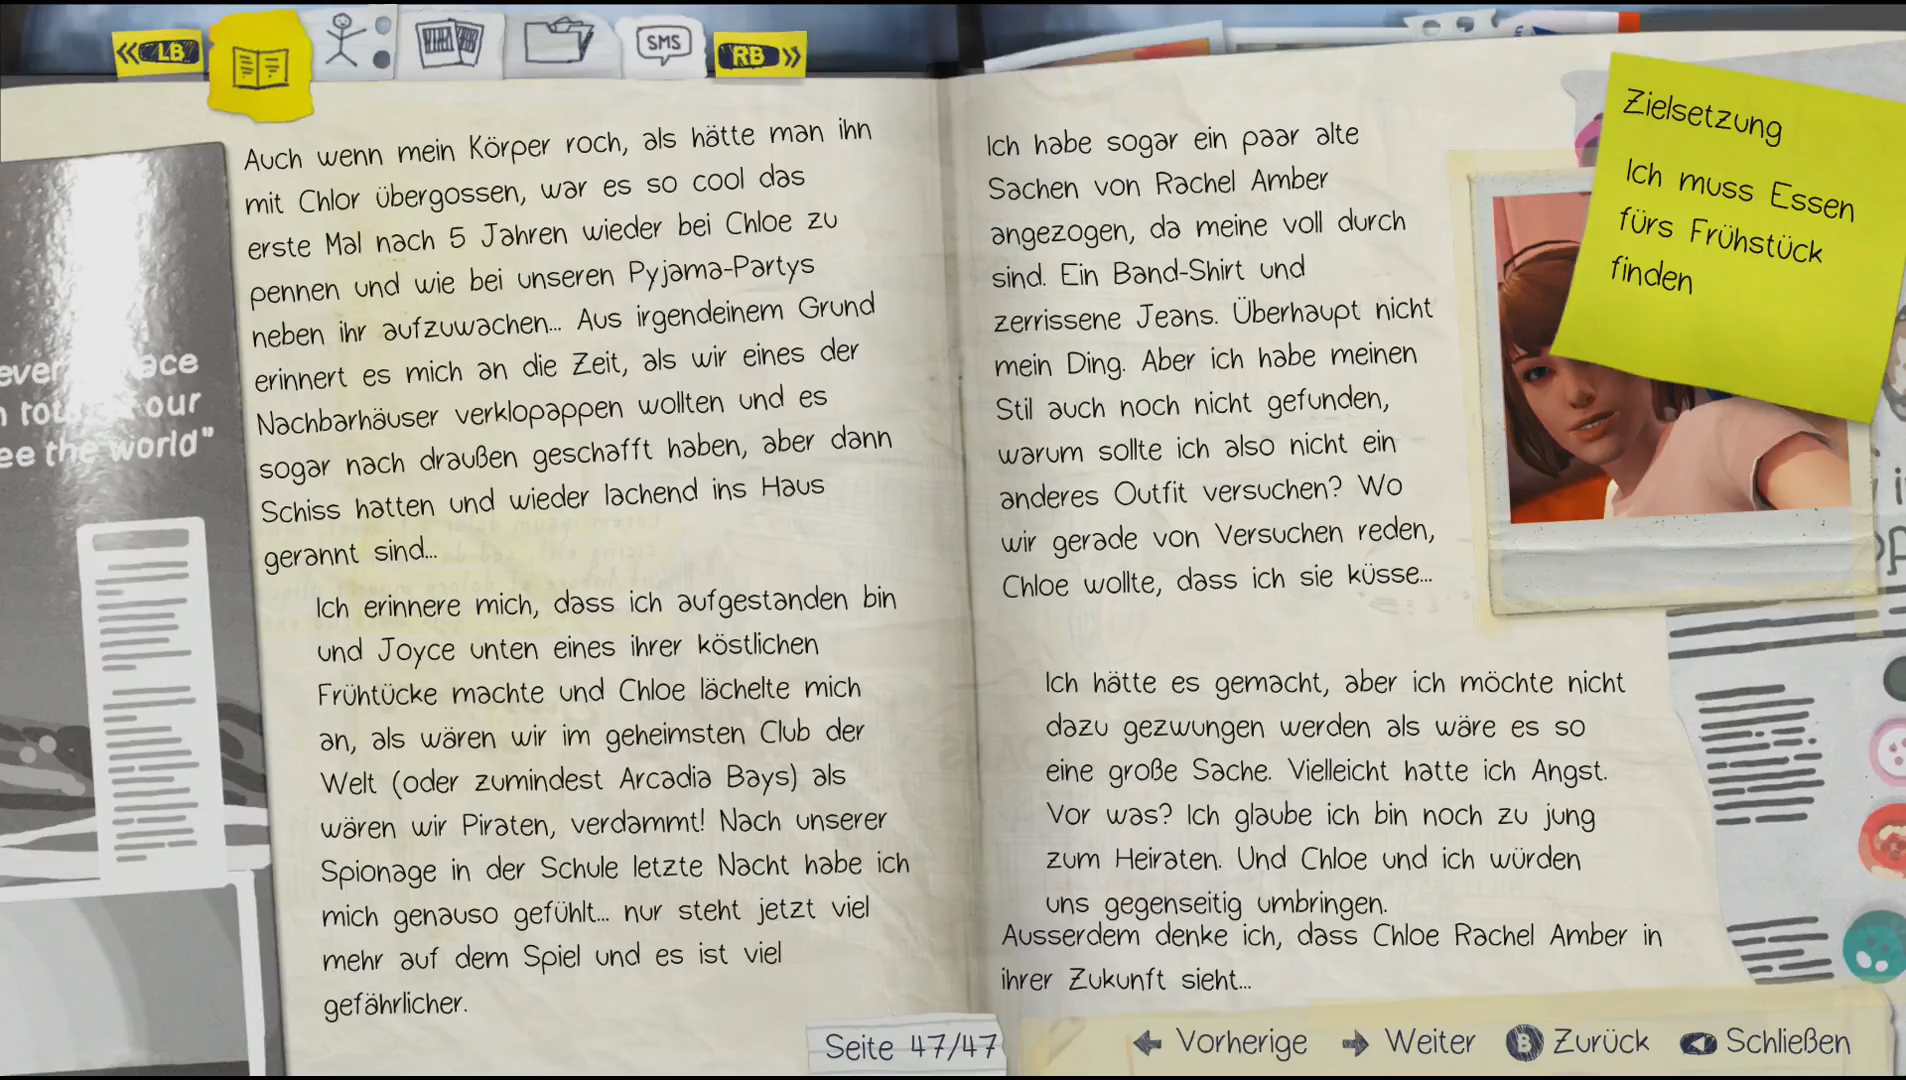 LB
SMS
RB
Auch wenn mein Körper roch, als hätte man ihn
mit Chlor übergossen, war es so cool das
erste Mal nach 5 Jahren wieder bei Chloe zu
pennen und wie bei unseren Pyjama-Partys
neben ihr aufzuwachen... Aus irgendeinem Grund
erinnert es mich an die Zeit, als wir eines der
Nachbarhäuser verklopappen wollten und es
sogar nach draußen geschafft haben, aber dann
Schiss hatten und wieder lachend ins Haus
gerannt sind...
Ich erinnere mich, dass ich aufgestanden bin
und Joyce unten eines ihrer köstlichen
Frühtücke machte und Chloe lächelte mich
an, als wären wir im geheimsten Club der
Welt (oder zumindest Arcadia Bays) als
wären wir Piraten, verdammt! Nach unserer
Spionage in der Schule letzte Nacht habe ich
mich genauso gefühlt... nur steht jetzt viel
mehr auf dem Spiel und es ist viel
gefährlicher.
Ich habe sogar ein paar alte
Sachen von Rachel Amber
angezogen, da meine voll durch
sind. Ein Band-Shirt und
zerrissene Jeans. Überhaupt nicht
mein Ding. Aber ich habe meinen
Stil auch noch nicht gefunden,
warum sollte ich also nicht ein
anderes Outfit versuchen? Wo
wir gerade von Versuchen reden,
Chloe wollte, dass ich sie küsse...
Ich hätte es gemacht, aber ich möchte nicht
dazu gezwungen werden als wäre es so
eine große Sache. Vielleicht hatte ich Angst.
Vor was? Ich glaube ich bin noch zu jung
zum Heiraten. Und Chloe und ich würden
uns gegenseitig umbringen.
Ausserdem denke ich, dass Chloe Rachel Amber in
ihrer Zukunft sieht...
Zielsetzung
Ich muss Essen
fürs Frühstück
finden
our
the world"
Seite 47/47
Vorherige
Weiter
B Zurück
Schließen